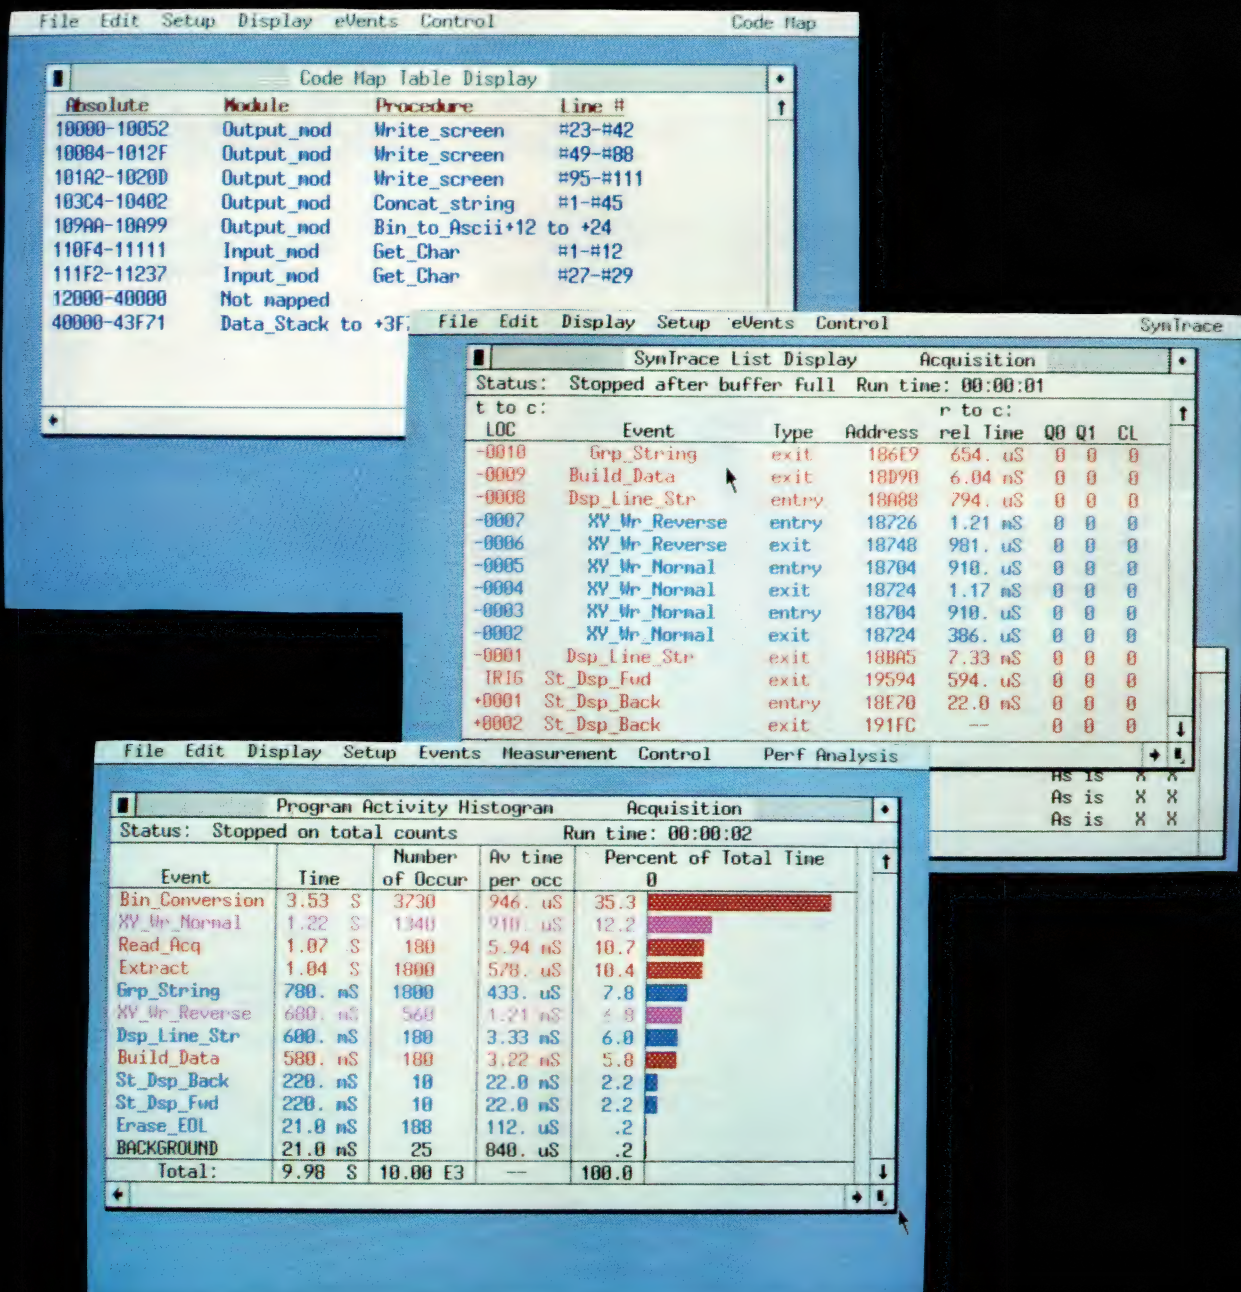 File Edit Setup Display eVents Control Code Map
Code Map Table Display
Absolute Module Procedure Line #
10000-10052 Output_mod Write_screen #23-#42
10084-1012F Output_mod Write_screen #49-#88
101A2-1020D Output_mod Write_screen #95-#111
103C4-10402 Output_mod Concat_string #1-#45
109AA-10A99 Output_mod Bin_to_Ascii+12 to +24
110F4-11111 Input_mod Get_Char #1-#12
111F2-11237 Input_mod Get_Char #27-#29
12000-40000 Not mapped
40000-43F71 Data_Stack to +3F
File Edit Display Setup eVents Control SymTrace
SymTrace List Display Acquisition
Status: Stopped after buffer full Run time: 00:00:01
t to c: r to c:
LOC Event Type Address rel Time Q0 Q1 CL
-0010 Grp_String exit 186E9 654. uS 0 0 0
-0009 Build_Data exit 18D90 6.04 mS 0 0 0
-0008 Dsp_Line_Str entry 18A88 794. uS 0 0 0
-0007 XY_Wr_Reverse entry 18726 1.21 mS 0 0 0
-0006 XY_Wr_Reverse exit 18748 981. uS 0 0 0
-0005 XY_Wr_Normal entry 18704 910. uS 0 0 0
-0004 XY_Wr_Normal exit 18724 1.17 mS 0 0 0
-0003 XY_Wr_Normal entry 18704 910. uS 0 0 0
-0002 XY_Wr_Normal exit 18724 386. uS 0 0 0
-0001 Dsp_Line_Str exit 18BA5 7.33 mS 0 0 0
TRIG St_Dsp_Fwd exit 19594 594. uS 0 0 0
+0001 St_Dsp_Back entry 18E70 22.0 mS 0 0 0
+0002 St_Dsp_Back exit 191FC -- 0 0 0
As is X X
As is X X
As is X X
File Edit Display Setup Events Measurement Control Perf Analysis
Program Activity Histogram Acquisition
Status: Stopped on total counts Run time: 00:00:02
Number Av time Percent of Total Time
Event Time of Occur per occ 0
Bin_Conversion 3.53 S 3730 946. uS 35.3
XY_Wr_Normal 1.22 S 1340 910. uS 12.2
Read_Acq 1.07 S 180 5.94 mS 10.7
Extract 1.04 S 1800 578. uS 10.4
Grp_String 780. mS 1800 433. uS 7.8
XY_Wr_Reverse 680. mS 560 1.21 mS 6.8
Dsp_Line_Str 600. mS 180 3.33 mS 6.0
Build_Data 580. mS 180 3.22 mS 5.8
St_Dsp_Back 220. mS 10 22.0 mS 2.2
St_Dsp_Fwd 220. mS 10 22.0 mS 2.2
Erase_EOL 21.0 mS 188 112. uS .2
BACKGROUND 21.0 mS 25 840. uS .2
Total: 9.98 S 10.00 E3 -- 100.0